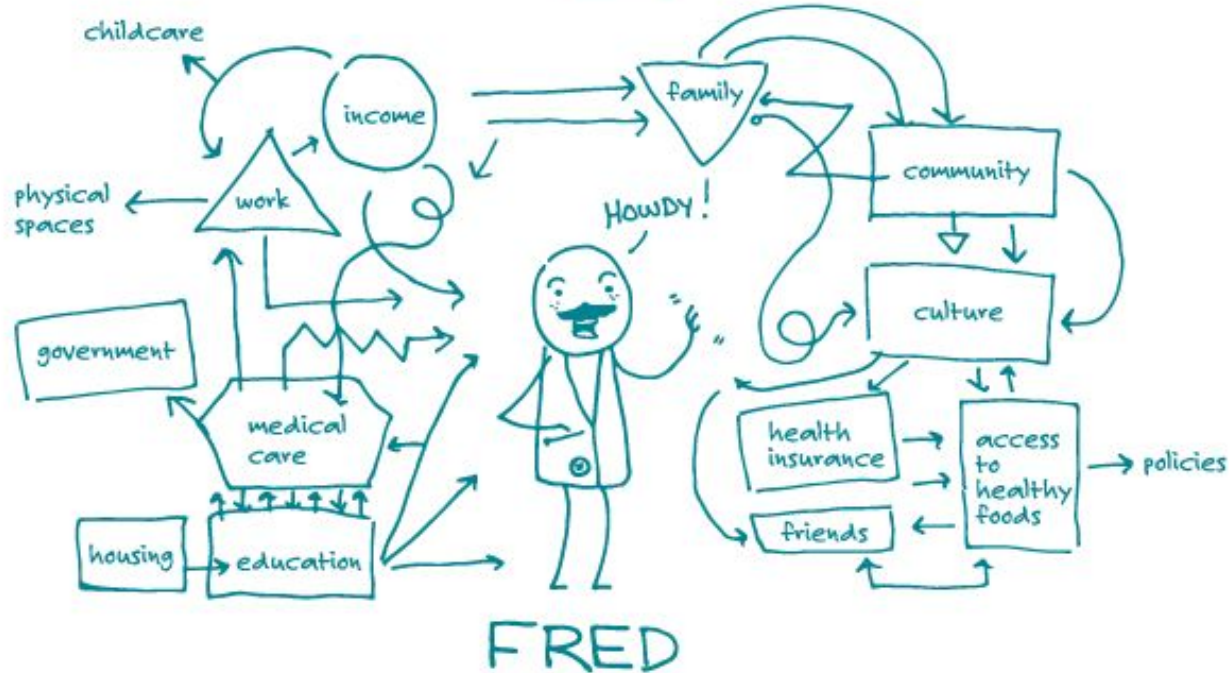 childcare
income
family
work
physical
spaces
community
HOWDY!
culture
government
medical
care
health
insurance
access
to
healthy
foods
policies
friends
housing
education
FRED